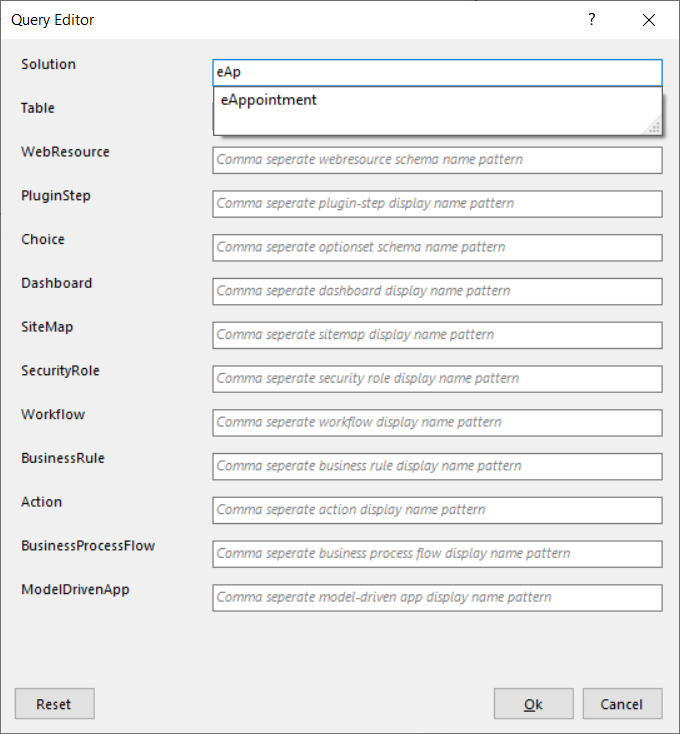 Query Editor ?
Solution eAp
eAppointment
Table
WebResource Comma seperate webresource schema name pattern
PluginStep Comma seperate plugin-step display name pattern
Choice Comma seperate optionset schema name pattern
Dashboard Comma seperate dashboard display name pattern
SiteMap Comma seperate sitemap display name pattern
SecurityRole Comma seperate security role display name pattern
Workflow Comma seperate workflow display name pattern
BusinessRule Comma seperate business rule display name pattern
Action Comma seperate action display name pattern
BusinessProcessFlow Comma seperate business process flow display name pattern
ModelDrivenApp Comma seperate model-driven app display name pattern
Reset Ok Cancel